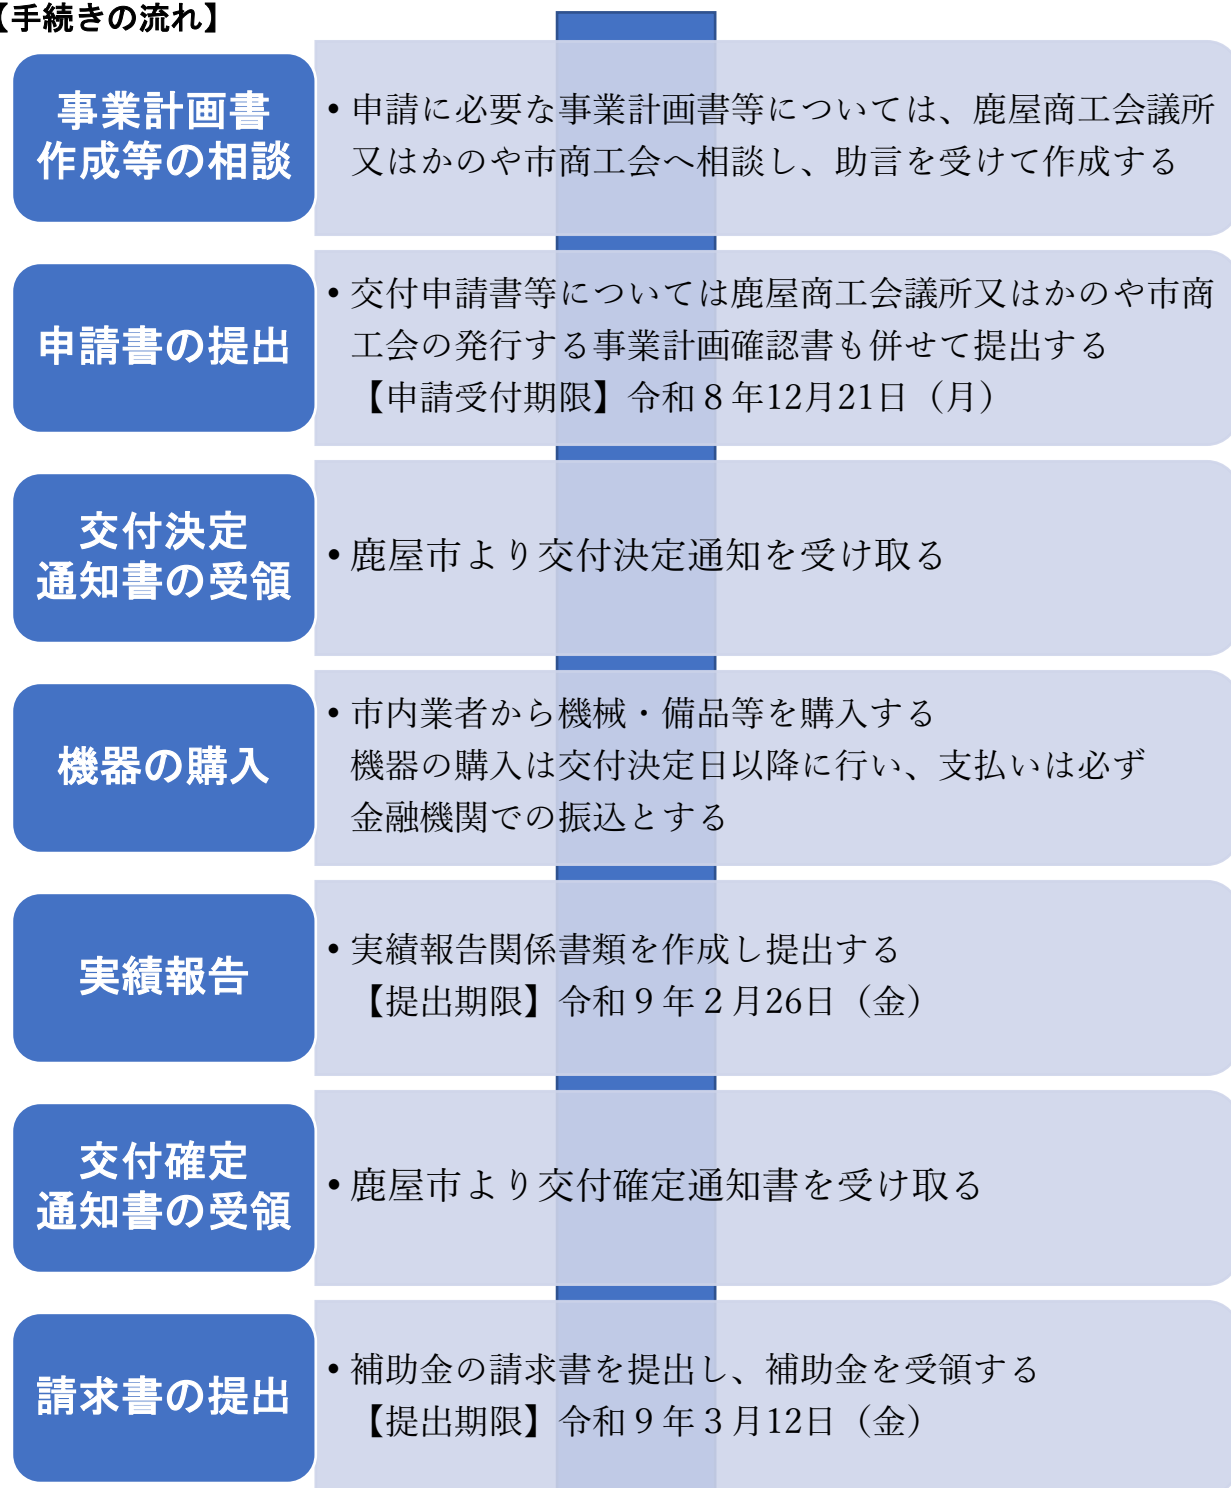 【手続きの流れ】
事業計画書
作成等の相談
• 申請に必要な事業計画書等については、鹿屋商工会議所
又はかのや市商工会へ相談し、助言を受けて作成する
申請書の提出
• 交付申請書等については鹿屋商工会議所又はかのや市商
工会の発行する事業計画確認書も併せて提出する
【申請受付期限】令和８年12月21日（月）
交付決定
通知書の受領
• 鹿屋市より交付決定通知を受け取る
機器の購入
• 市内業者から機械・備品等を購入する
機器の購入は交付決定日以降に行い、支払いは必ず
金融機関での振込とする
実績報告
• 実績報告関係書類を作成し提出する
【提出期限】令和９年２月26日（金）
交付確定
通知書の受領
• 鹿屋市より交付確定通知書を受け取る
請求書の提出
• 補助金の請求書を提出し、補助金を受領する
【提出期限】令和９年３月12日（金）